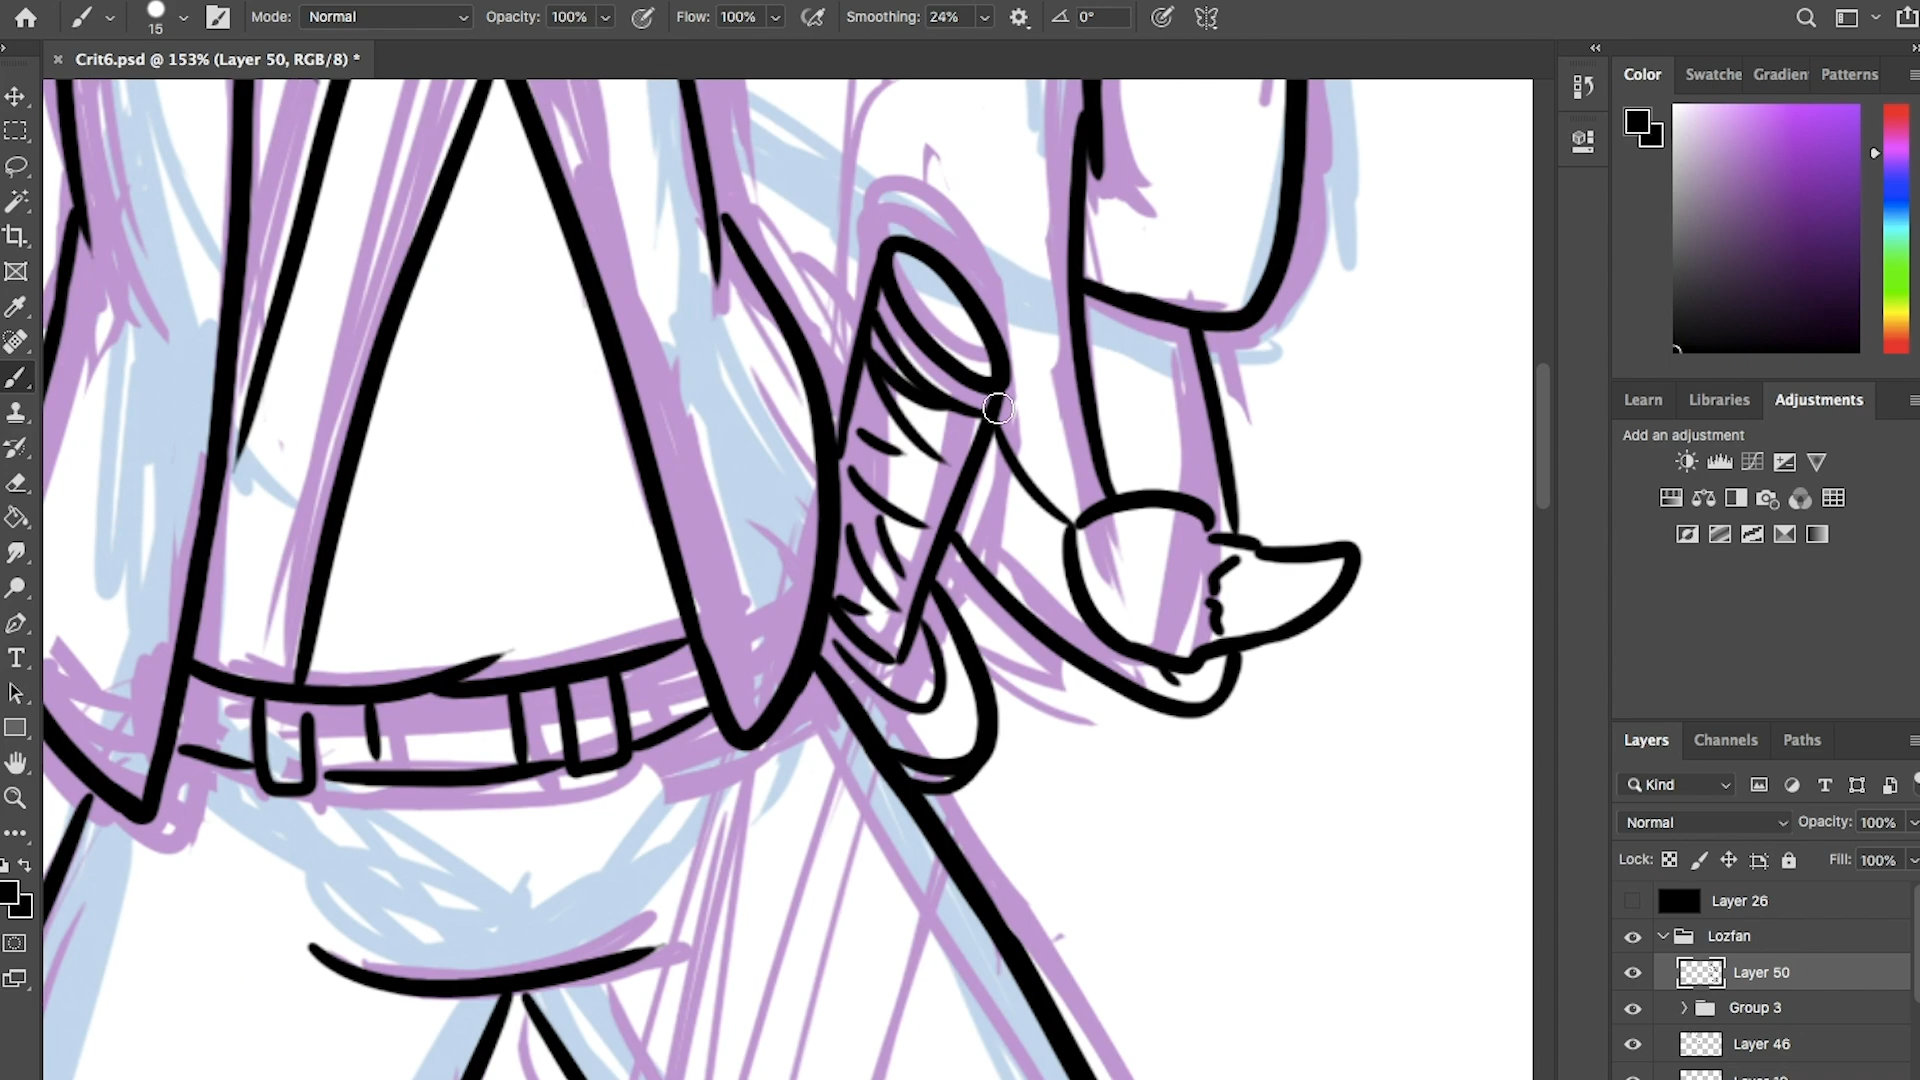 15
Mode: Normal Opacity: 100% Flow: 100% Smoothing: 24% 0°
× Crit6.psd @ 153% (Layer 50, RGB/8) *
Color Swatche Gradien Patterns
Learn Libraries Adjustments
Add an adjustment
Layers Channels Paths
Kind
Normal Opacity: 100%
Lock: Fill: 100%
Layer 26
Lozfan
Layer 50
Group 3
Layer 46